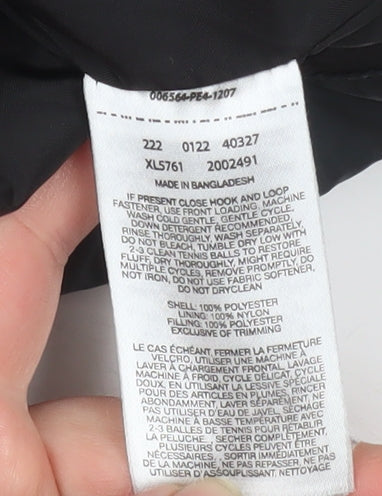 006564-PE4-1207
222 0122 40327
XL5761 2002491
MADE IN BANGLADESH
IF PRESENT CLOSE HOOK AND LOOP
FASTENER, USE FRONT LOADING. MACHINE
WASH COLD GENTLE, GENTLE CYCLE,
DOWN DETERGENT RECOMMENDED,
RINSE THOROUGHLY, WASH SEPARATELY,
DO NOT BLEACH, TUMBLE DRY LOW WITH
2-3 CLEAN TENNIS BALLS TO RESTORE
FLUFF, DRY THOROUGHLY, MIGHT REQUIRE
MULTIPLE CYCLES, REMOVE PROMPTLY, DO
NOT IRON, DO NOT USE FABRIC SOFTENER,
DO NOT DRYCLEAN
SHELL: 100% POLYESTER
LINING: 100% NYLON
FILLING: 100% POLYESTER
EXCLUSIVE OF TRIMMING
LE CAS ÉCHÉANT, FERMER LA FERMETURE
VELCRO, UTILISER UNE MACHINE À
LAVER À CHARGEMENT FRONTAL, LAVAGE
MACHINE À FROID, CYCLE DÉLICAT, CYCLE
DOUX, EN UTILISANT LA LESSIVE SPÉCIAL
POUR DES ARTICLES EN PLUMES, RINCER
ABONDAMMENT, LAVER SÉPARÉMENT, NE
PAS UTILISER D'EAU DE JAVEL, SÉCHAGE
MACHINE À BASSE TEMPÉRATURE AVEC
2-3 BALLES DE TENNIS POUR RÉTABLIR
LA PELUCHE , SÉCHER COMPLÈTEMENT,
PLUSIEURS CYCLES PEUVENT ÊTRE
NÉCESSAIRES , SORTIR IMMÉDIATEMENT
DE LA MACHINE, NE PAS REPASSER, NE PAS
UTILISER D'ASSOUPLISSANT, NETTOYAGE